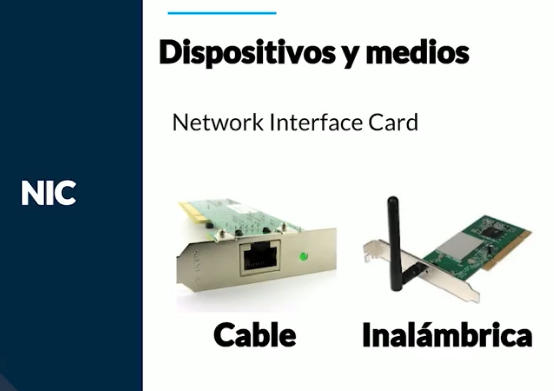 Dispositivos y medios
Network Interface Card
NIC
Cable
Inalámbrica